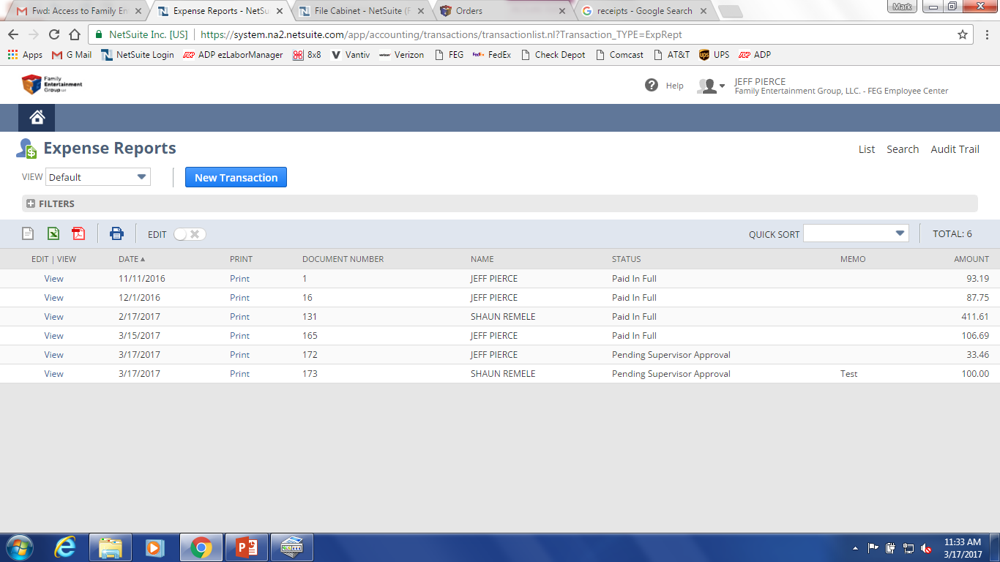 Fwd: Access to Family En
Expense Reports - NetSu
File Cabinet - NetSuite (F
Orders
receipts - Google Search
Mark
NetSuite Inc. [US] https://system.na2.netsuite.com/app/accounting/transactions/transactionlist.nl?Transaction_TYPE=ExpRept
Apps G Mail NetSuite Login ADP ezLaborManager 8x8 Vantiv Verizon FEG FedEx Check Depot Comcast AT&T UPS ADP
Family
Entertainment
Group LLC
Help
JEFF PIERCE
Family Entertainment Group, LLC. - FEG Employee Center
Expense Reports
List Search Audit Trail
VIEW Default New Transaction
FILTERS
EDIT QUICK SORT TOTAL: 6
EDIT | VIEW DATE PRINT DOCUMENT NUMBER NAME STATUS MEMO AMOUNT
View 11/11/2016 Print 1 JEFF PIERCE Paid In Full 93.19
View 12/1/2016 Print 16 JEFF PIERCE Paid In Full 87.75
View 2/17/2017 Print 131 SHAUN REMELE Paid In Full 411.61
View 3/15/2017 Print 165 JEFF PIERCE Paid In Full 106.69
View 3/17/2017 Print 172 JEFF PIERCE Pending Supervisor Approval 33.46
View 3/17/2017 Print 173 SHAUN REMELE Pending Supervisor Approval Test 100.00
11:33 AM
3/17/2017